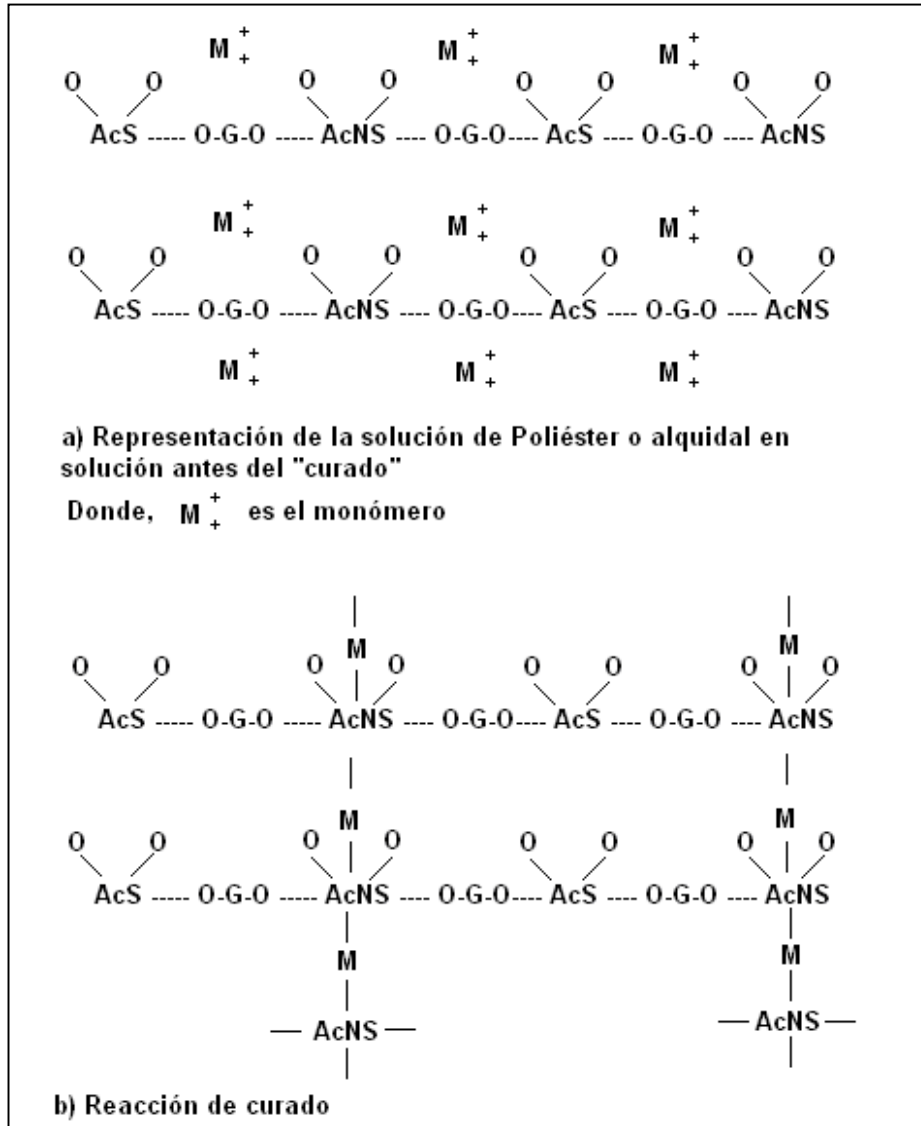 M + +   M + +   M + +
O O O O O O O O
AcS ----- O-G-O ----- AcNS ---- O-G-O ---- AcS ---- O-G-O ---- AcNS
M + +   M + +   M + +
O O O O O O O O
AcS ----- O-G-O ----- AcNS ---- O-G-O ---- AcS ---- O-G-O ---- AcNS
M + +   M + +   M + +
a) Representación de la solución de Poliéster o alquidal en
solución antes del "curado"
Donde, M + + es el monómero
M M
O O O O O O O O
AcS ----- O-G-O ----- AcNS ---- O-G-O ---- AcS ---- O-G-O ---- AcNS
M M
O O O O O O O O
AcS ----- O-G-O ----- AcNS ---- O-G-O ---- AcS ---- O-G-O ---- AcNS
M M
— AcNS — — AcNS —
b) Reacción de curado